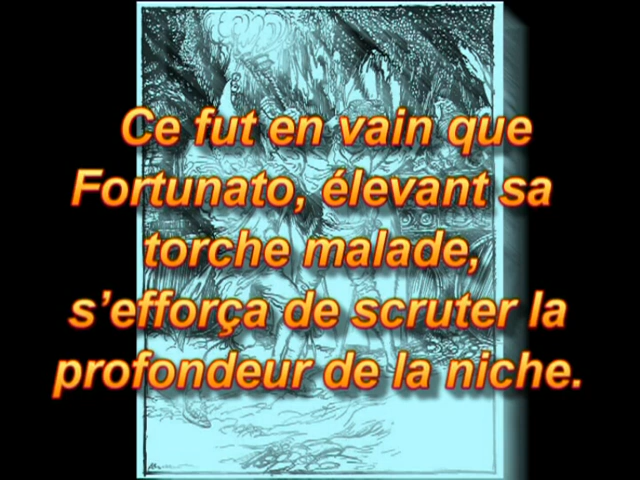 Ce fut en vain que
Fortunato, élevant sa
torche malade,
s’efforça de scruter la
profondeur de la niche.